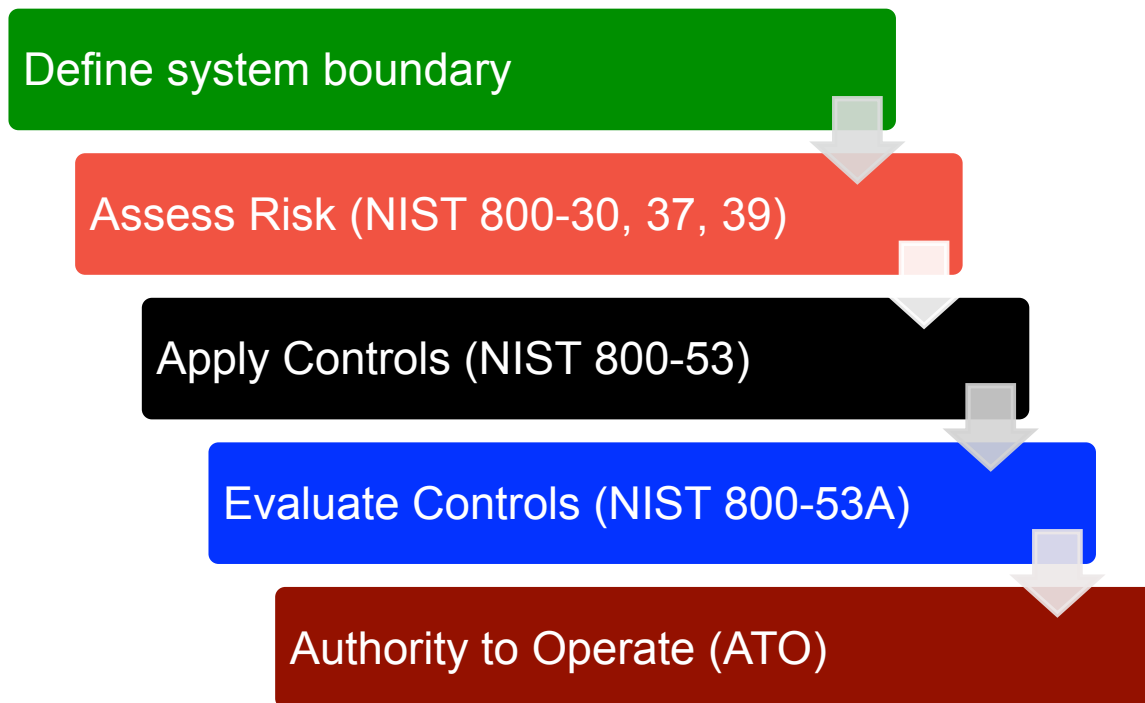 Define system boundary
Assess Risk (NIST 800-30, 37, 39)
Apply Controls (NIST 800-53)
Evaluate Controls (NIST 800-53A)
Authority to Operate (ATO)